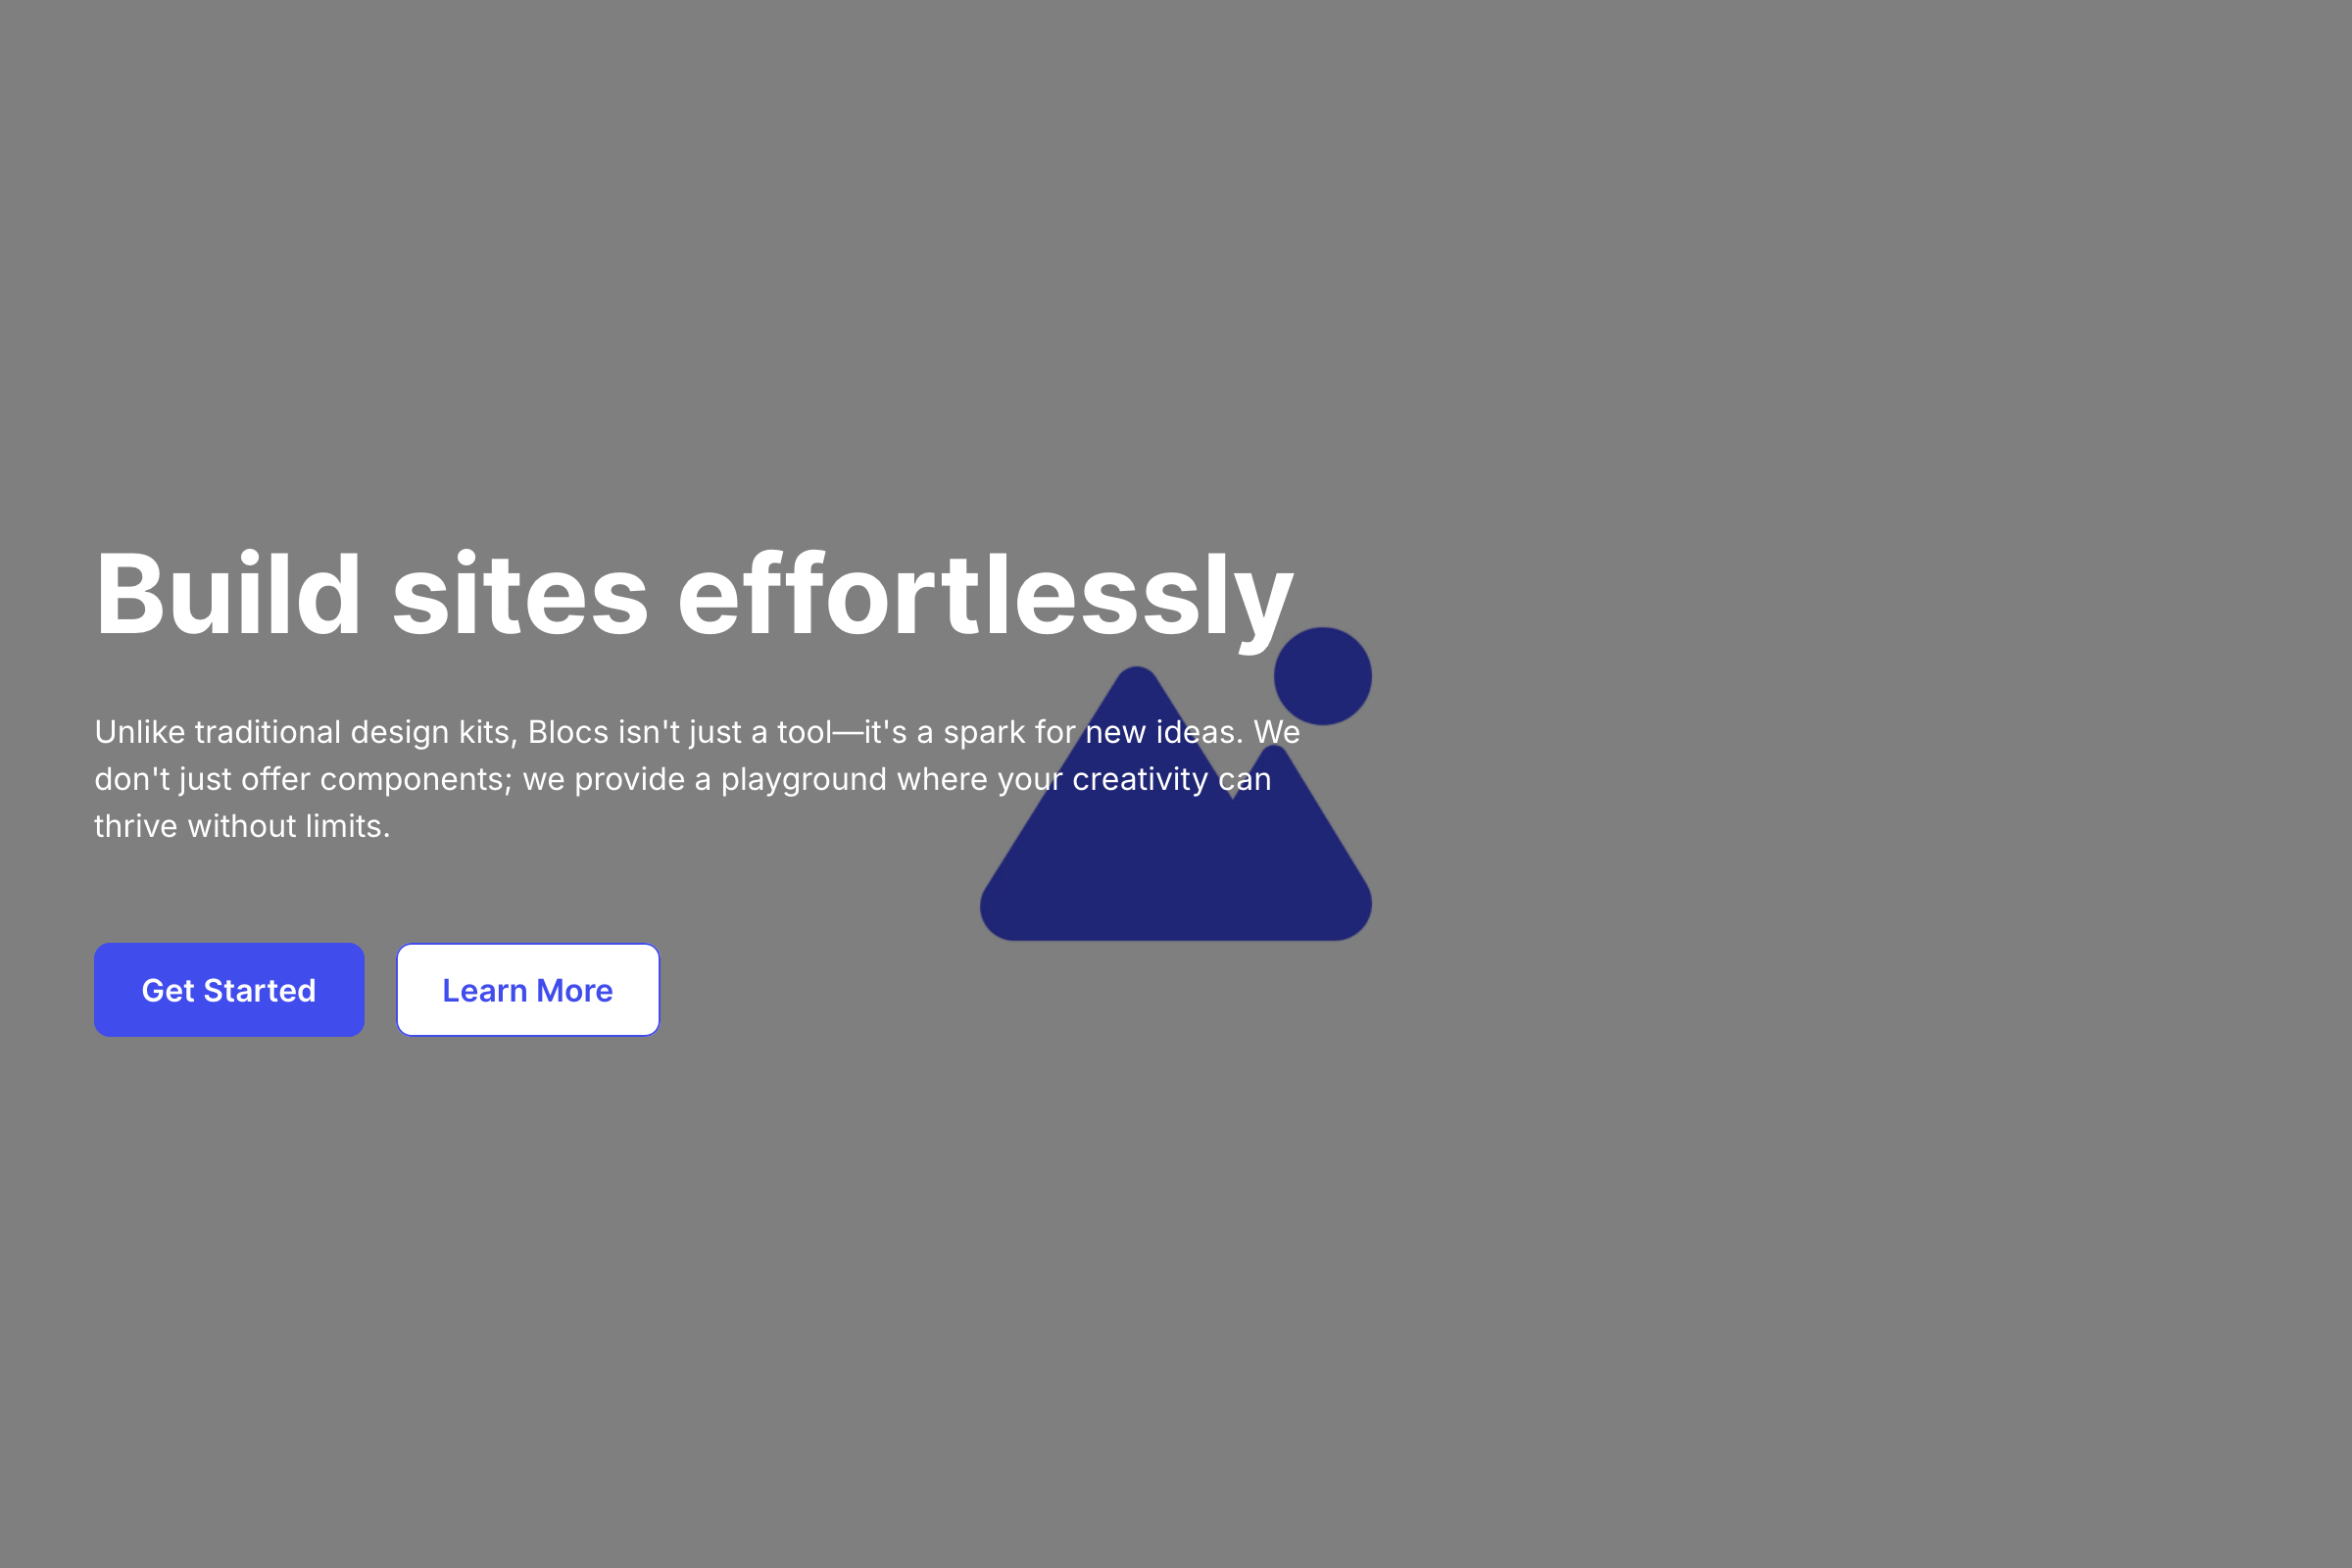 Build sites effortlessly
Unlike traditional design kits, Blocs isn't just a tool—it's a spark for new ideas. We
don't just offer components; we provide a playground where your creativity can
thrive without limits.
Get Started
Learn More